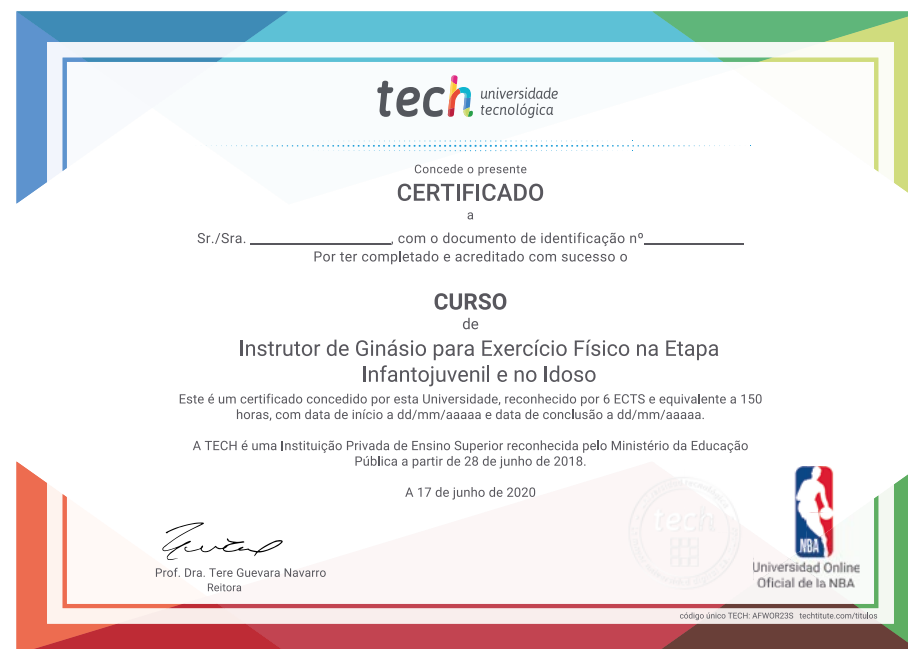 tech universidade
tecnológica
Concede o presente
CERTIFICADO
a
Sr./Sra. ____________________, com o documento de identificação nº______________
Por ter completado e acreditado com sucesso o
CURSO
de
Instrutor de Ginásio para Exercício Físico na Etapa
Infantojuvenil e no Idoso
Este é um certificado concedido por esta Universidade, reconhecido por 6 ECTS e equivalente a 150
horas, com data de início a dd/mm/aaaaa e data de conclusão a dd/mm/aaaaa.
A TECH é uma Instituição Privada de Ensino Superior reconhecida pelo Ministério da Educação
Pública a partir de 28 de junho de 2018.
A 17 de junho de 2020
tech
Prof. Dra. Tere Guevara Navarro
Reitora
NBA
Universidad Online
Oficial de la NBA
código único TECH: AFWOR23S techtitute.com/titulos